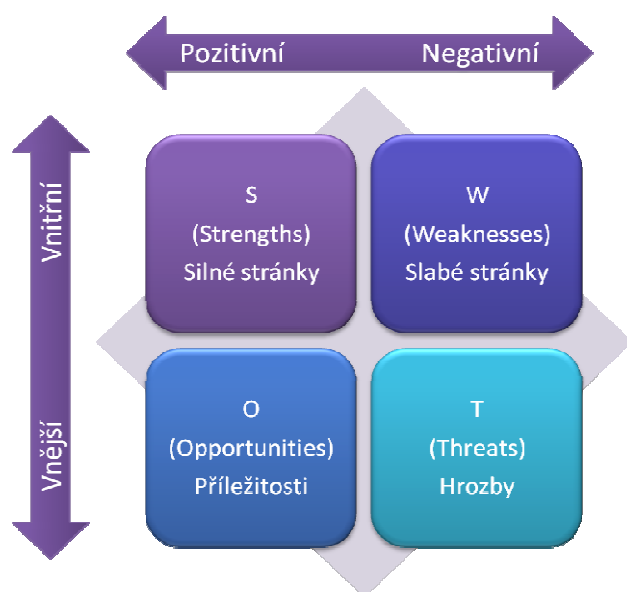 Pozitivní
Negativní
Vnitřní
Vnější
S
(Strengths)
Silné stránky
W
(Weaknesses)
Slabé stránky
O
(Opportunities)
Příležitosti
T
(Threats)
Hrozby